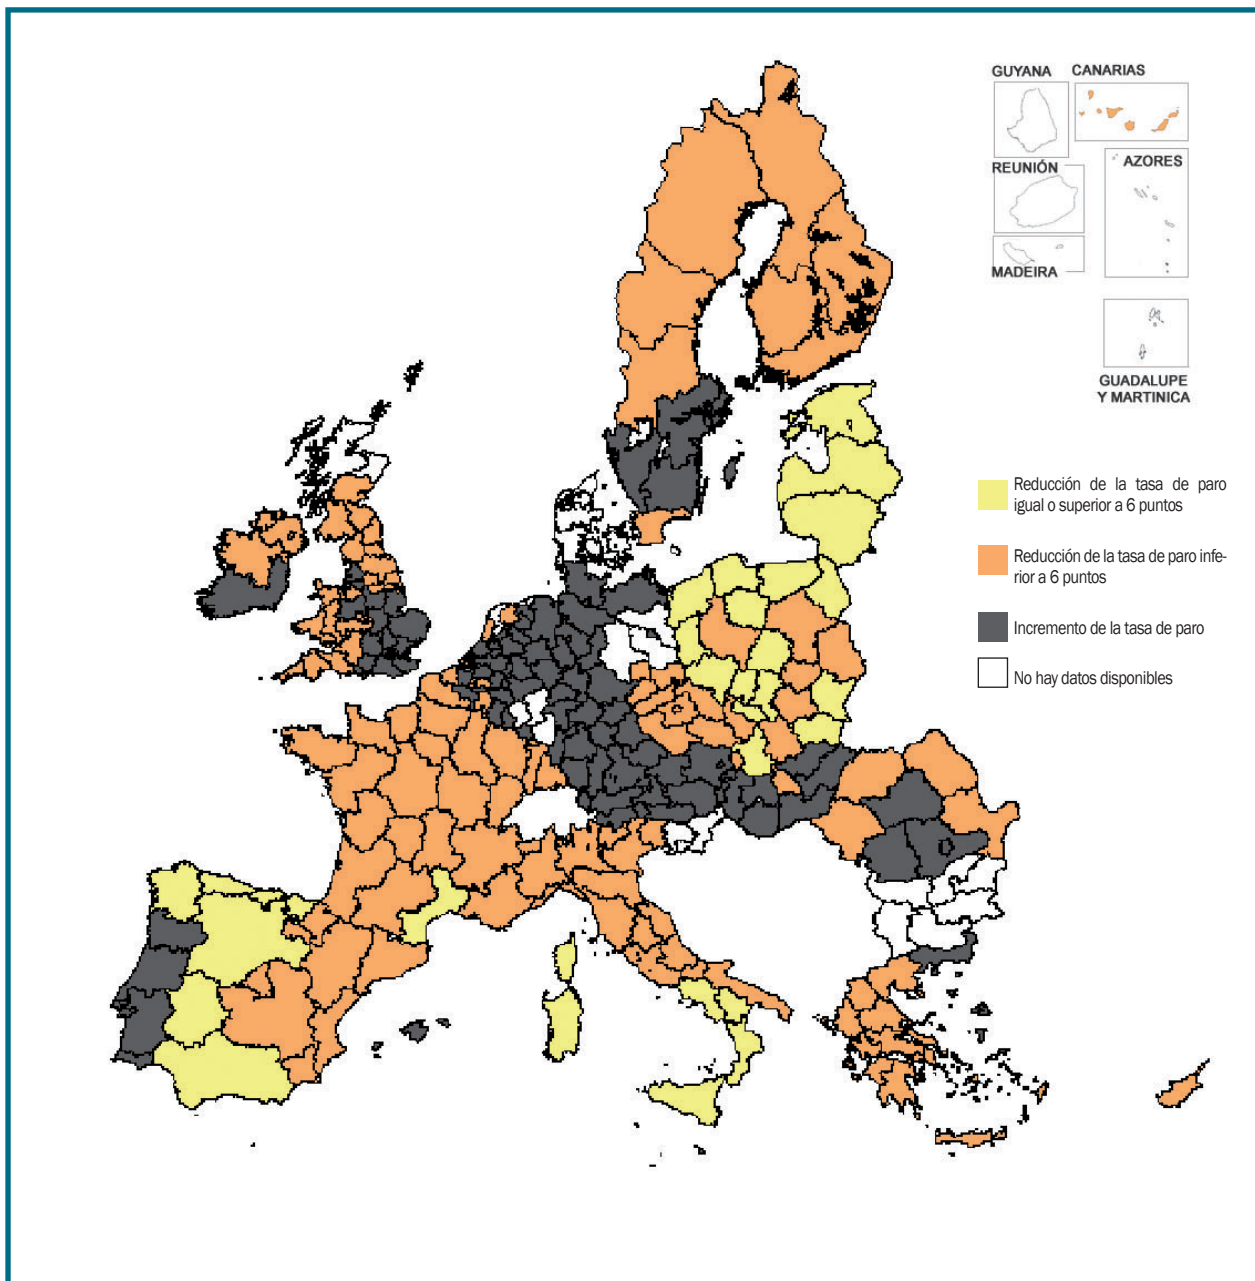 GUYANA
CANARIAS
REUNIÓN
AZORES
MADEIRA
GUADALUPE
Y MARTINICA
Reducción de la tasa de paro
igual o superior a 6 puntos
Reducción de la tasa de paro infe-
rior a 6 puntos
Incremento de la tasa de paro
No hay datos disponibles